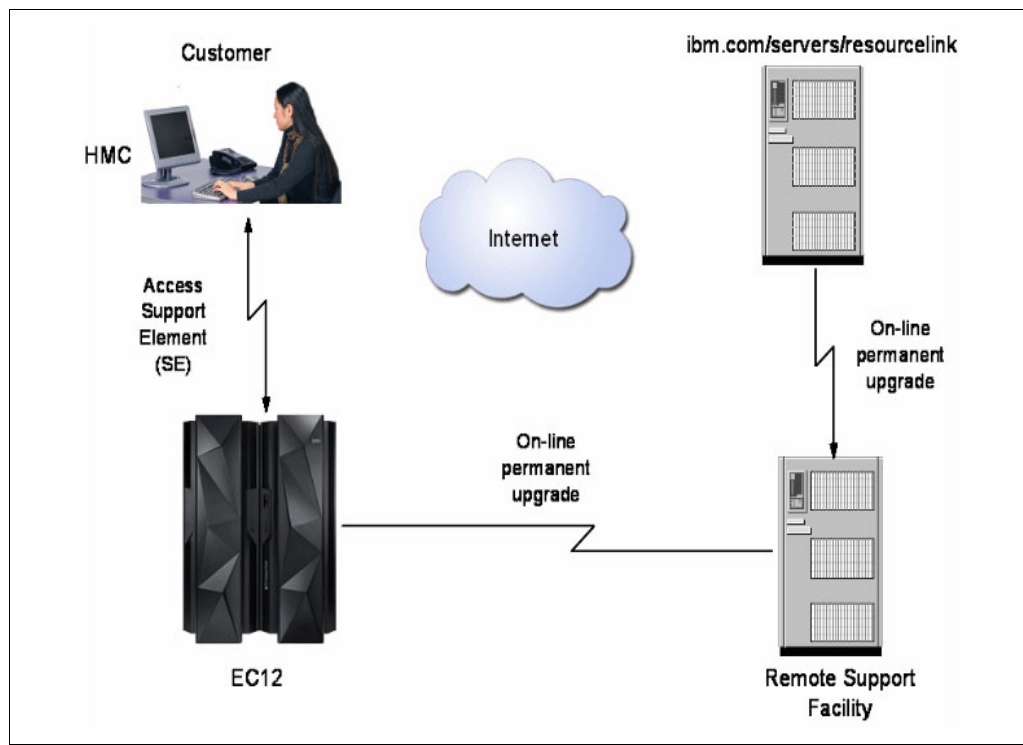 Customer
ibm.com/servers/resourcelink
HMC
Internet
Access
Support
Element
(SE)
On-line
permanent
upgrade
On-line
permanent
upgrade
EC12
Remote Support
Facility